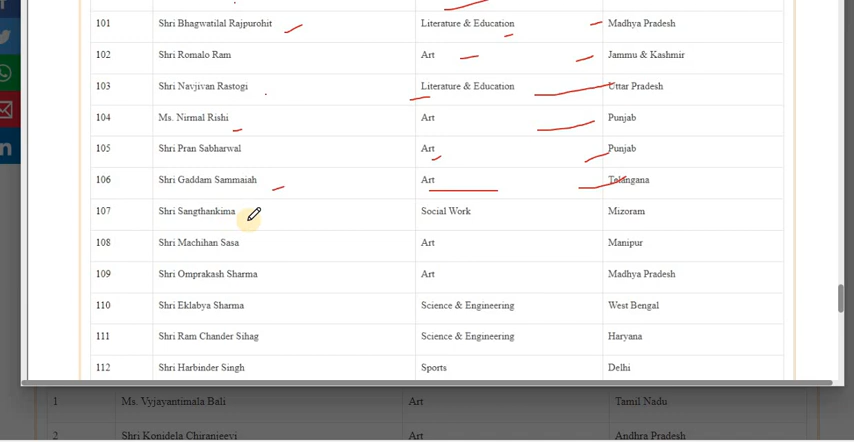 101 Shri Bhagwatilal Rajpurohit Literature & Education Madhya Pradesh
102 Shri Romalo Ram Art Jammu & Kashmir
103 Shri Navjivan Rastogi Literature & Education Uttar Pradesh
104 Ms. Nirmal Rishi Art Punjab
105 Shri Pran Sabharwal Art Punjab
106 Shri Gaddam Sammaiah Art Telangana
107 Shri Sangthankima Social Work Mizoram
108 Shri Machihan Sasa Art Manipur
109 Shri Omprakash Sharma Art Madhya Pradesh
110 Shri Eklabya Sharma Science & Engineering West Bengal
111 Shri Ram Chander Sihag Science & Engineering Haryana
112 Shri Harbinder Singh Sports Delhi
1 Ms. Vyjayantimala Bali Art Tamil Nadu
2 Shri Konidela Chiranjeevi Art Andhra Pradesh